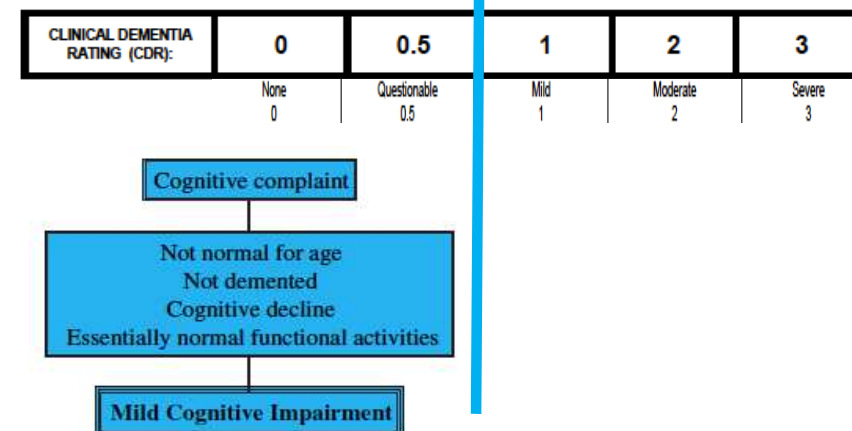 CLINICAL DEMENTIA
RATING (CDR):
0
0.5
1
2
3
None
Questionable
Mild
Moderate
Severe
0
0.5
1
2
3
Cognitive complaint
Not normal for age
Not demented
Cognitive decline
Essentially normal functional activities
Mild Cognitive Impairment